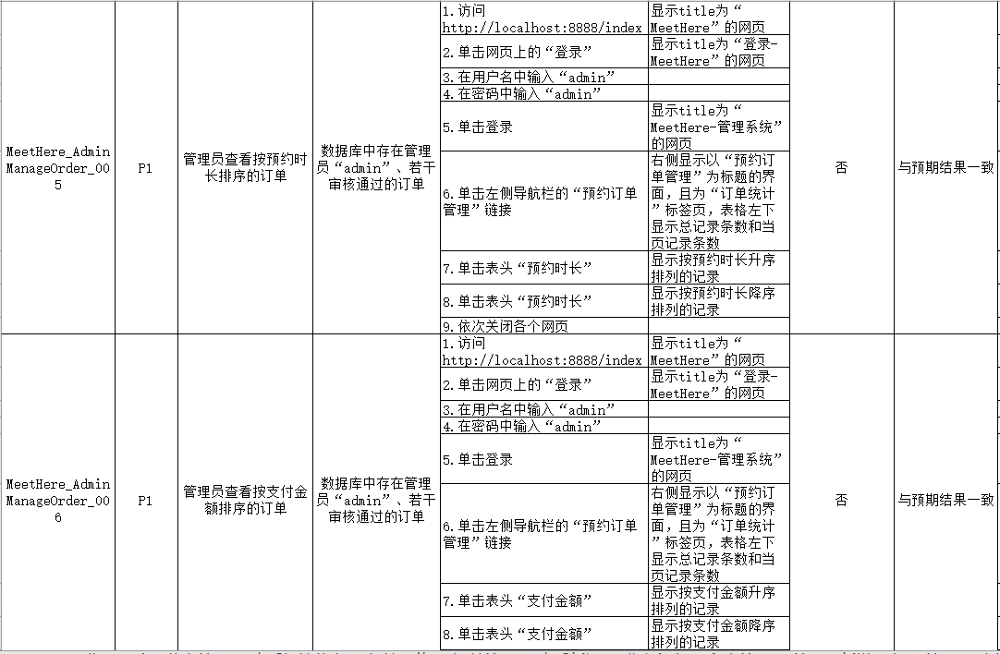 MeetHere_Admin
ManageOrder_00
5
P1
管理员查看按预约时
长排序的订单
数据库中存在管理
员“admin”、若干
审核通过的订单
1.访问
http://localhost:8888/index
显示title为“
MeetHere”的网页
2.单击网页上的“登录”
显示title为“登录-
MeetHere”的网页
3.在用户名中输入“admin”
4.在密码中输入“admin”
5.单击登录
显示title为“
MeetHere-管理系统”
的网页
6.单击左侧导航栏的“预约订单
管理”链接
右侧显示以“预约订
单管理”为标题的界
面，且为“订单统计
”标签页，表格左下
显示总记录条数和当
页记录条数
7.单击表头“预约时长”
显示按预约时长升序
排列的记录
8.单击表头“预约时长”
显示按预约时长降序
排列的记录
9.依次关闭各个网页
否
与预期结果一致
MeetHere_Admin
ManageOrder_00
6
P1
管理员查看按支付金
额排序的订单
数据库中存在管理
员“admin”、若干
审核通过的订单
1.访问
http://localhost:8888/index
显示title为“
MeetHere”的网页
2.单击网页上的“登录”
显示title为“登录-
MeetHere”的网页
3.在用户名中输入“admin”
4.在密码中输入“admin”
5.单击登录
显示title为“
MeetHere-管理系统”
的网页
6.单击左侧导航栏的“预约订单
管理”链接
右侧显示以“预约订
单管理”为标题的界
面，且为“订单统计
”标签页，表格左下
显示总记录条数和当
页记录条数
7.单击表头“支付金额”
显示按支付金额升序
排列的记录
8.单击表头“支付金额”
显示按支付金额降序
排列的记录
否
与预期结果一致